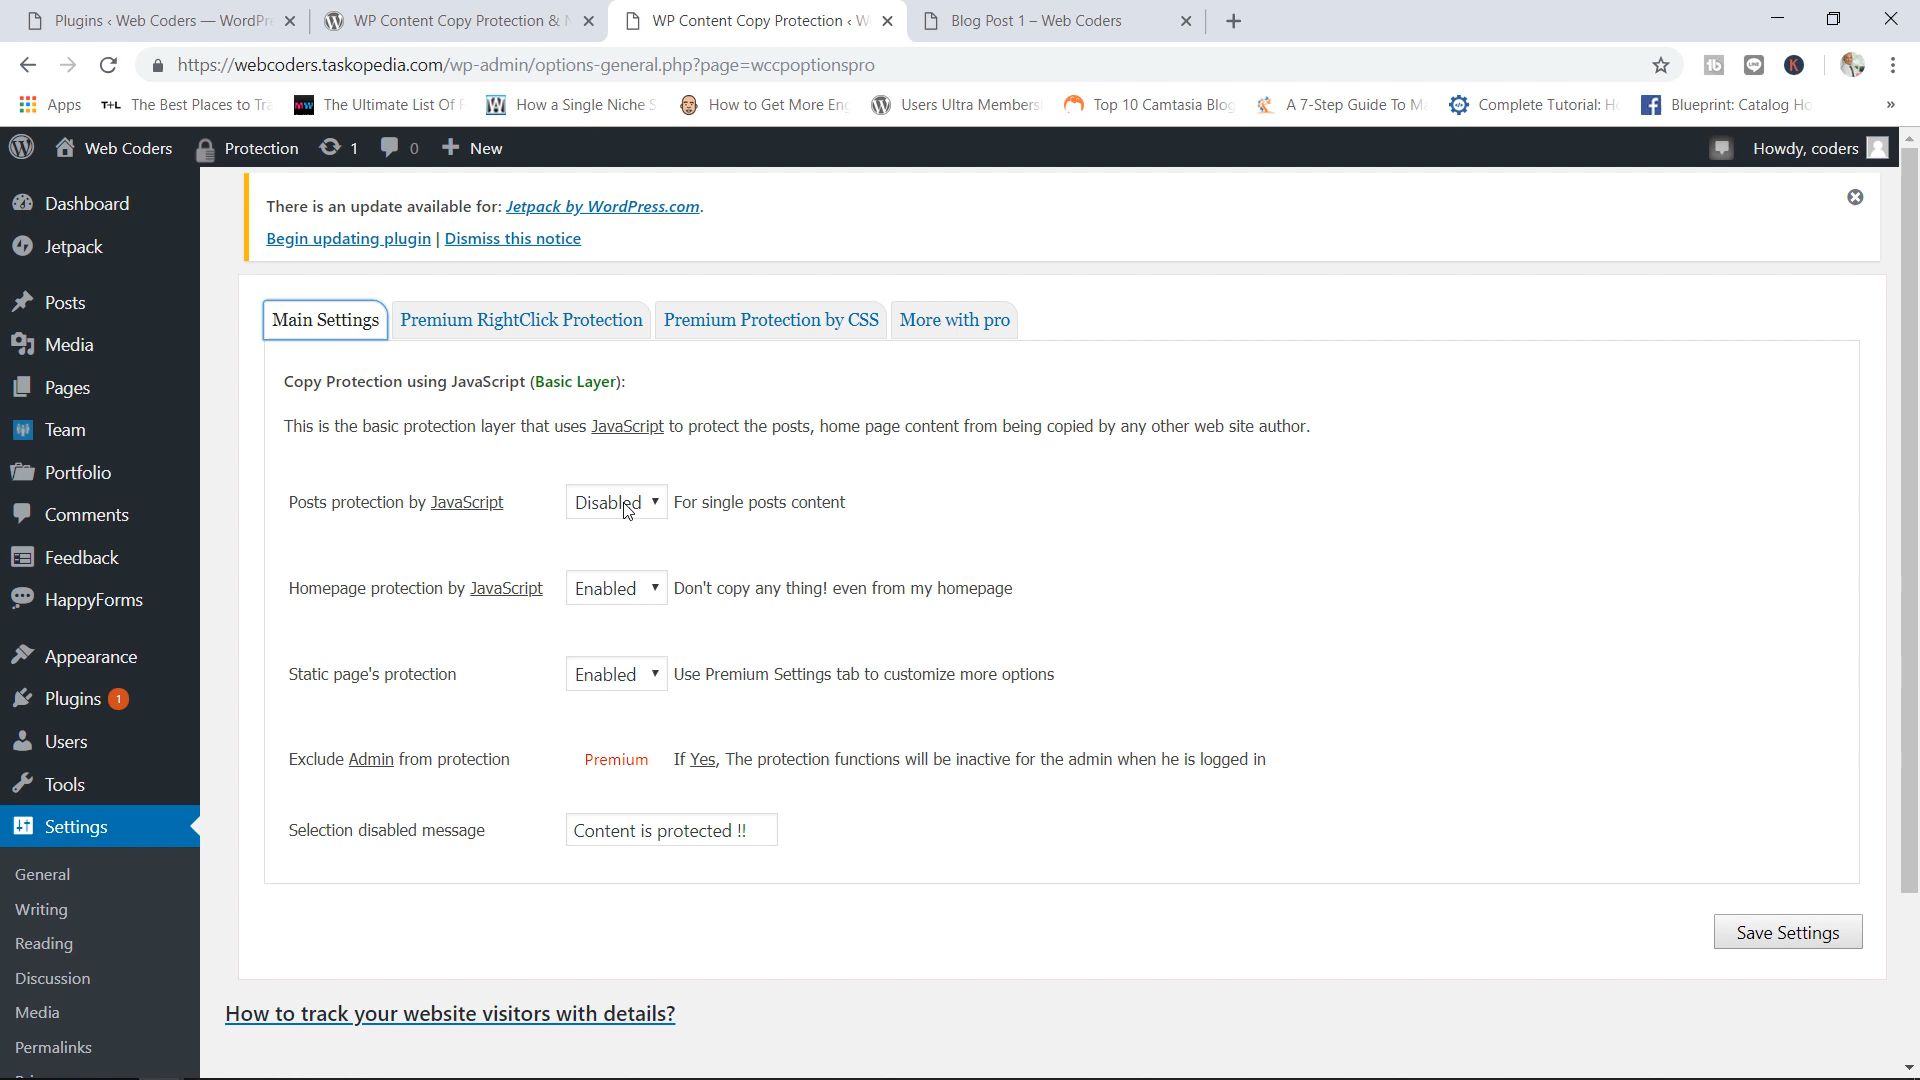 Plugins ‹ Web Coders — WordPre
WP Content Copy Protection & N
WP Content Copy Protection ‹ W
Blog Post 1 – Web Coders
https://webcoders.taskopedia.com/wp-admin/options-general.php?page=wccpoptionspro
Apps
T+L The Best Places to Tra
MW The Ultimate List Of F
How a Single Niche S
How to Get More Eng
Users Ultra Members
Top 10 Camtasia Blog
A 7-Step Guide To M
Complete Tutorial: Ho
Blueprint: Catalog Ho
»
Web Coders
Protection
1
0
New
Howdy, coders
Dashboard
Jetpack
Posts
Media
Pages
Team
Portfolio
Comments
Feedback
HappyForms
Appearance
Plugins 1
Users
Tools
Settings
General
Writing
Reading
Discussion
Media
Permalinks
There is an update available for: Jetpack by WordPress.com.
Begin updating plugin | Dismiss this notice
Main Settings
Premium RightClick Protection
Premium Protection by CSS
More with pro
Copy Protection using JavaScript (Basic Layer):
This is the basic protection layer that uses JavaScript to protect the posts, home page content from being copied by any other web site author.
Posts protection by JavaScript Disabled For single posts content
Homepage protection by JavaScript Enabled Don't copy any thing! even from my homepage
Static page's protection Enabled Use Premium Settings tab to customize more options
Exclude Admin from protection Premium If Yes, The protection functions will be inactive for the admin when he is logged in
Selection disabled message Content is protected !!
Save Settings
How to track your website visitors with details?